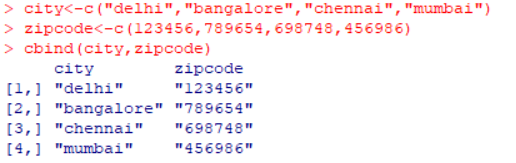 > city<-c("delhi","bangalore","chennai","mumbai")
> zipcode<-c(123456,789654,698748,456986)
> cbind(city,zipcode)
     city        zipcode
[1,] "delhi"     "123456"
[2,] "bangalore" "789654"
[3,] "chennai"   "698748"
[4,] "mumbai"    "456986"